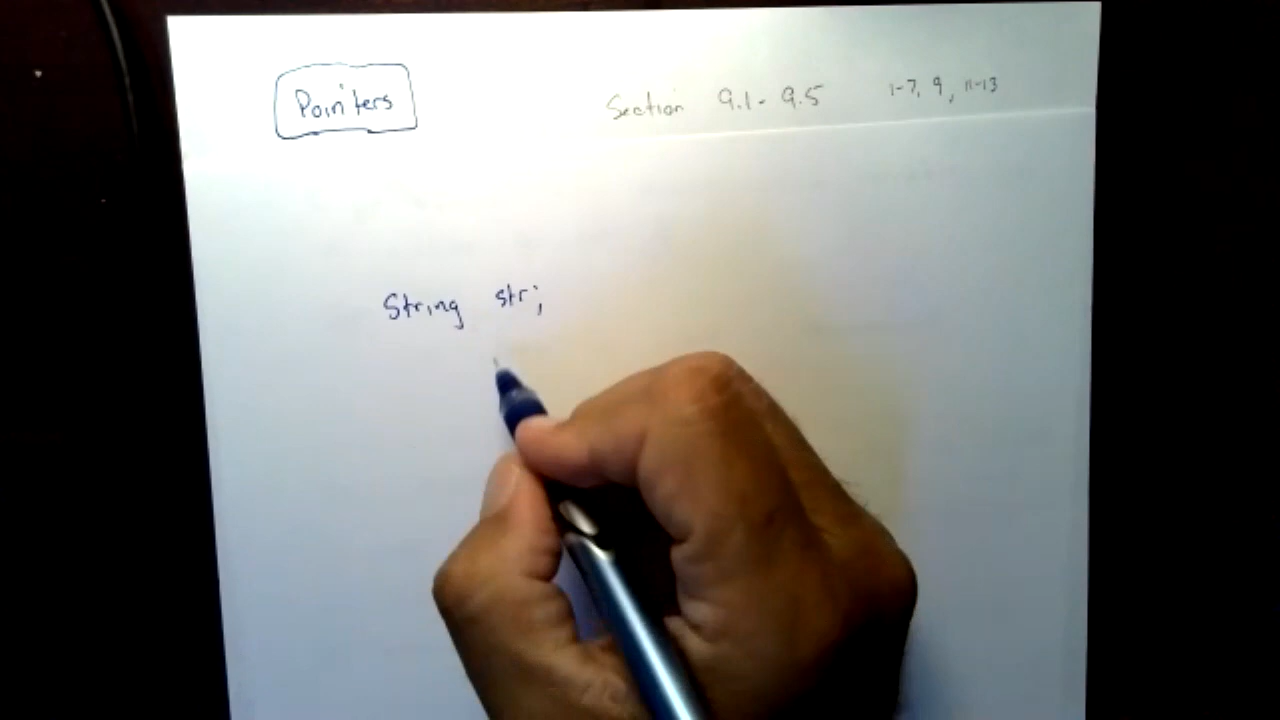 Pointers
Section 9.1 - 9.5 1-7, 9, 11-13
String str;